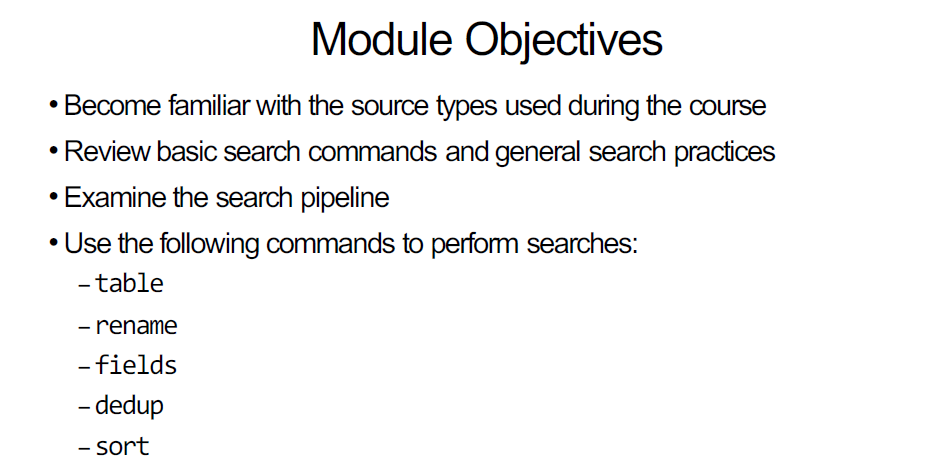 Module Objectives
• Become familiar with the source types used during the course
• Review basic search commands and general search practices
• Examine the search pipeline
• Use the following commands to perform searches:
– table
– rename
– fields
– dedup
– sort